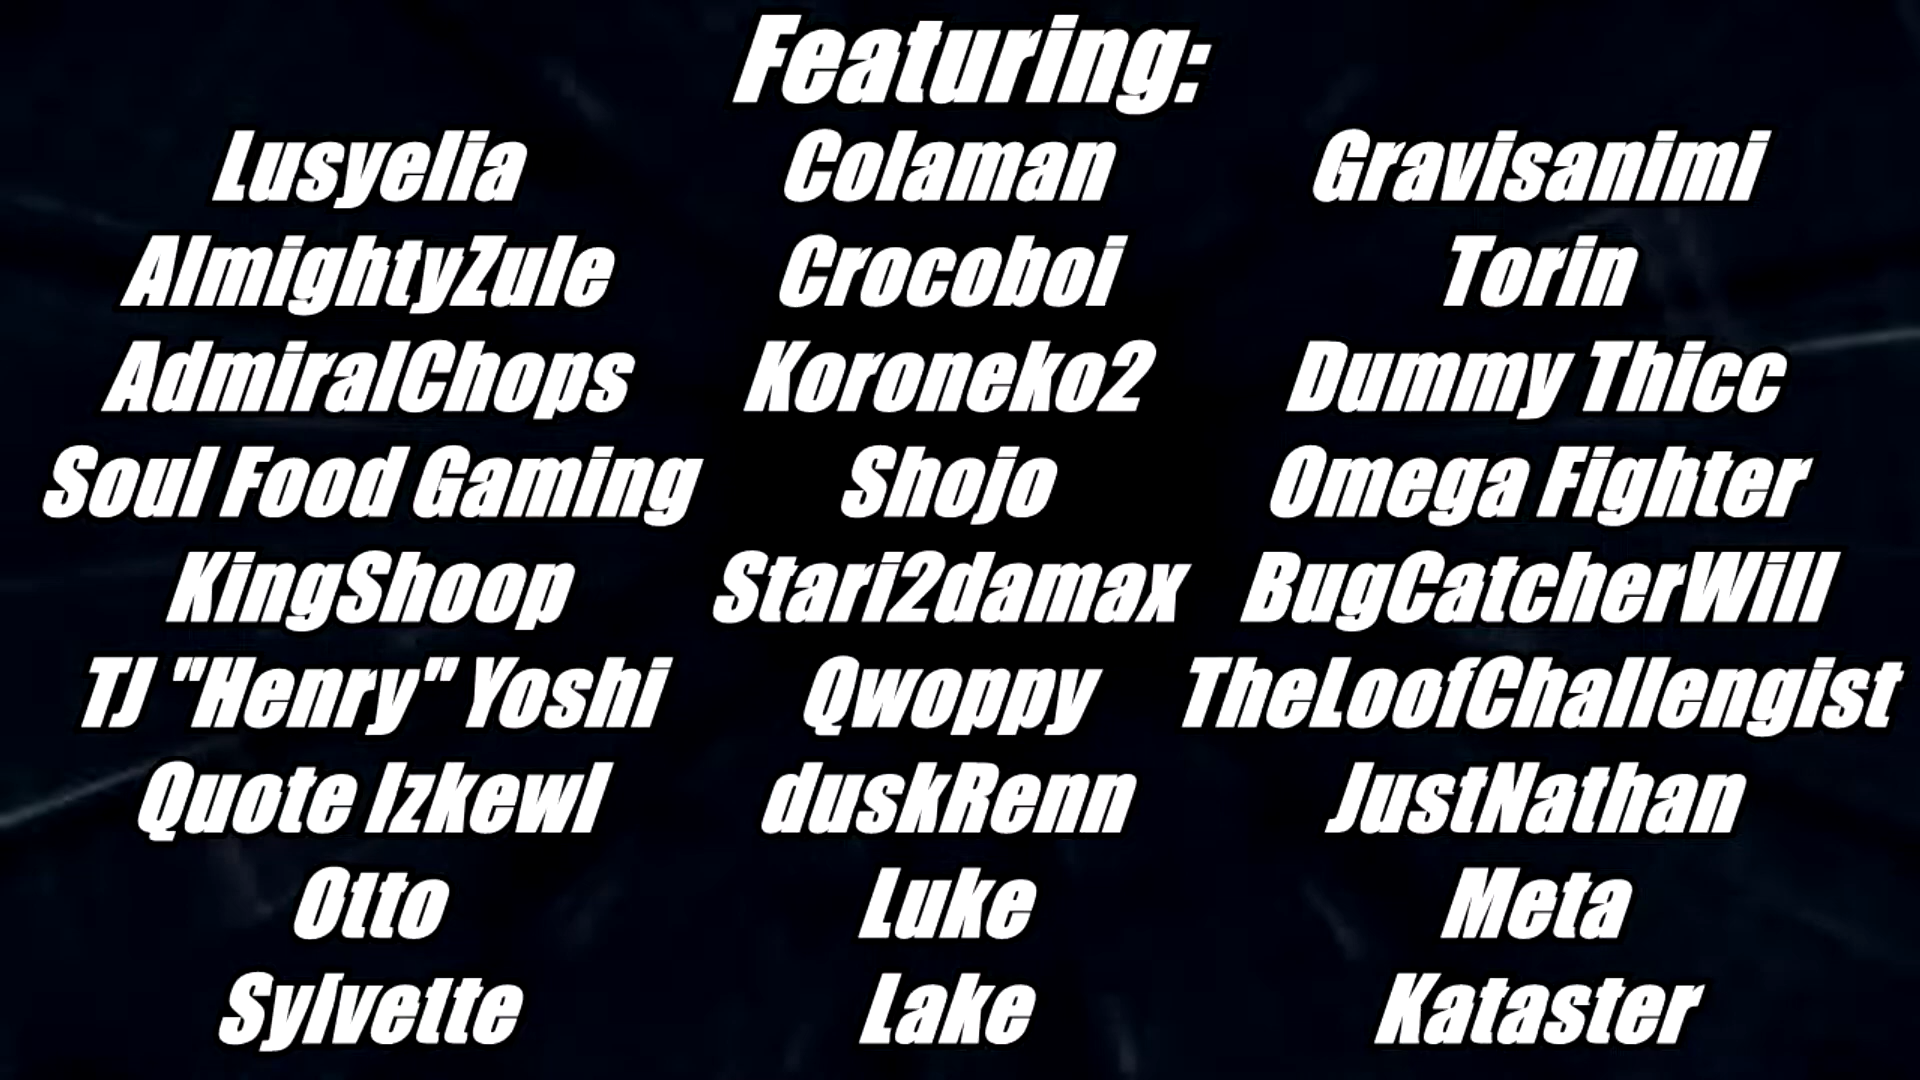 Featuring:
Lusyelia Colaman Gravisanimi
AlmightyZule Crocoboi Torin
AdmiralChops Koroneko2 Dummy Thicc
Soul Food Gaming Shojo Omega Fighter
KingShoop Stari2damax BugCatcherWill
TJ "Henry" Yoshi Qwoppy TheLoofChallengist
Quote Izkewl duskRenn JustNathan
Otto Luke Meta
Sylvette Lake Kataster